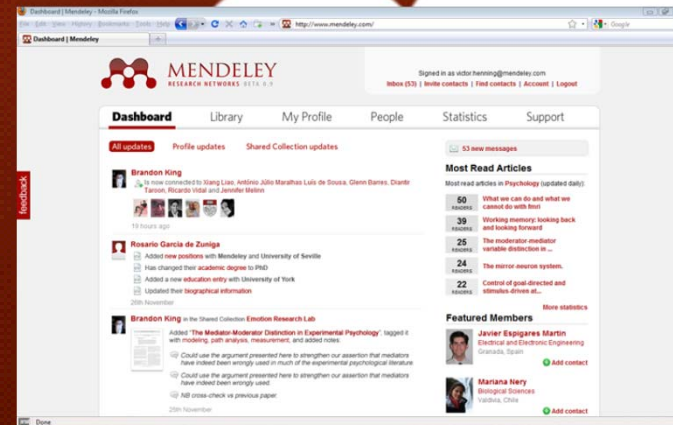 Dashboard | Mendeley - Mozilla Firefox
File Edit View History Bookmarks Tools Help
http://www.mendeley.com/
Google
Dashboard | Mendeley
MENDELEY
RESEARCH NETWORKS BETA 0.9
Signed in as victor.henning@mendeley.com
Inbox (53) | Invite contacts | Find contacts | Account | Logout
Dashboard Library My Profile People Statistics Support
All updates Profile updates Shared Collection updates
feedback
Brandon King
Is now connected to Xiang Liao, António Júlio Maralhas Luís de Sousa, Glenn Barres,
Tarson, Ricardo Vidal and Jennifer
19 hours ago
Rosario García de Zuniga
Added new positions with Mendeley and University of Seville
Has changed their academic degree to PhD
Added a new education entry with University of York
Updated their biographical information
26th November
Brandon King in the Shared Collection Emotion Research Lab
Added "The Mediator-Moderator Distinction in Experimental Psychology", tagged it
with modeling, path analysis, measurement, and added notes:
Could use the argument presented here to strengthen our assertion that mediators
have indeed been wrongly used in much of the experimental psychological literature
Could use the argument presented here to strengthen our assertion that mediators
have indeed been wrongly used.
NB cross-check vs previous paper.
25th November
53 new messages
Most Read Articles
Most read articles in Psychology (updated daily):
50 READERS What we can do and what we
cannot do with fmri
39 READERS Working memory: looking back
and looking forward
25 READERS The moderator-mediator
variable distinction in ...
24 READERS The mirror-neuron system.
22 READERS Control of goal-directed and
stimulus-driven at...
More statistics
Featured Members
Javier Espigares Martin
Electrical and Electronic Engineering
Granada, Spain
Add contact
Mariana Nery
Biological Sciences
Valdivia, Chile
Add contact
Done